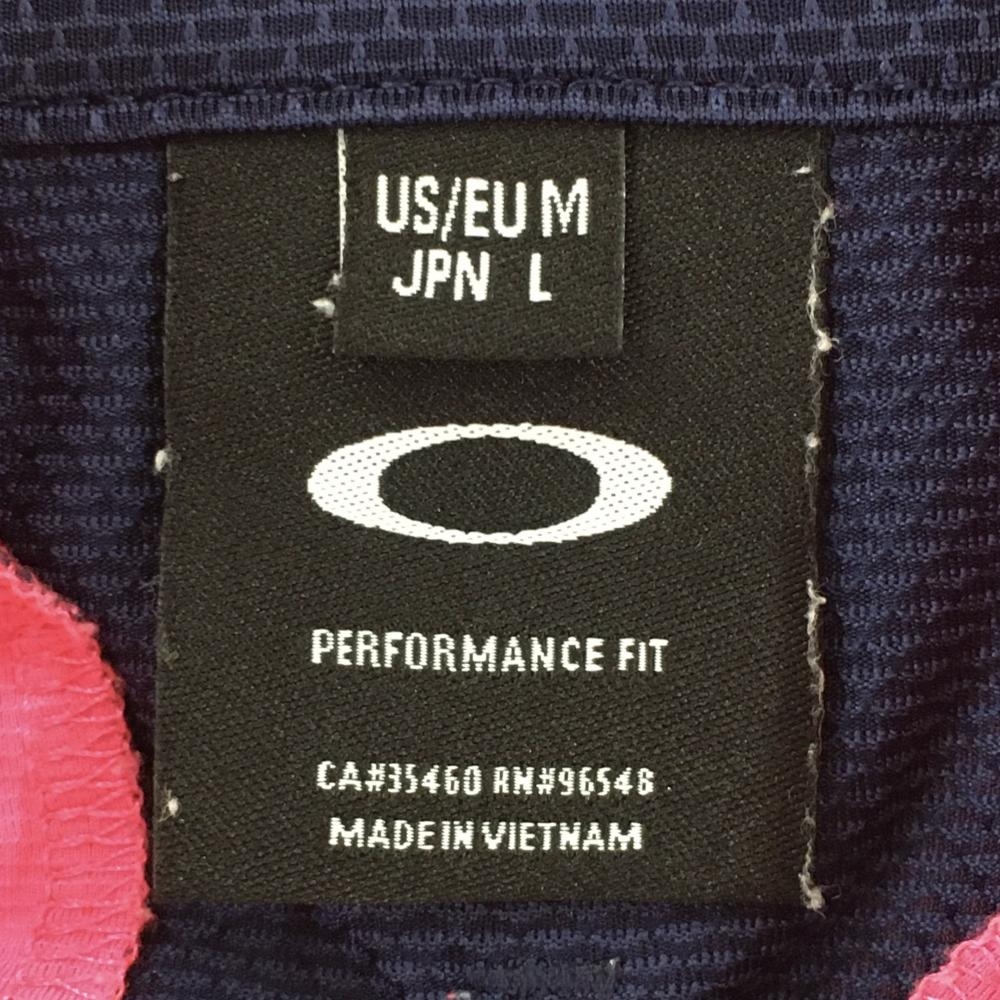 US/EU M
JPN L
PERFORMANCE FIT
CA#35460 RN#96548
MADE IN VIETNAM